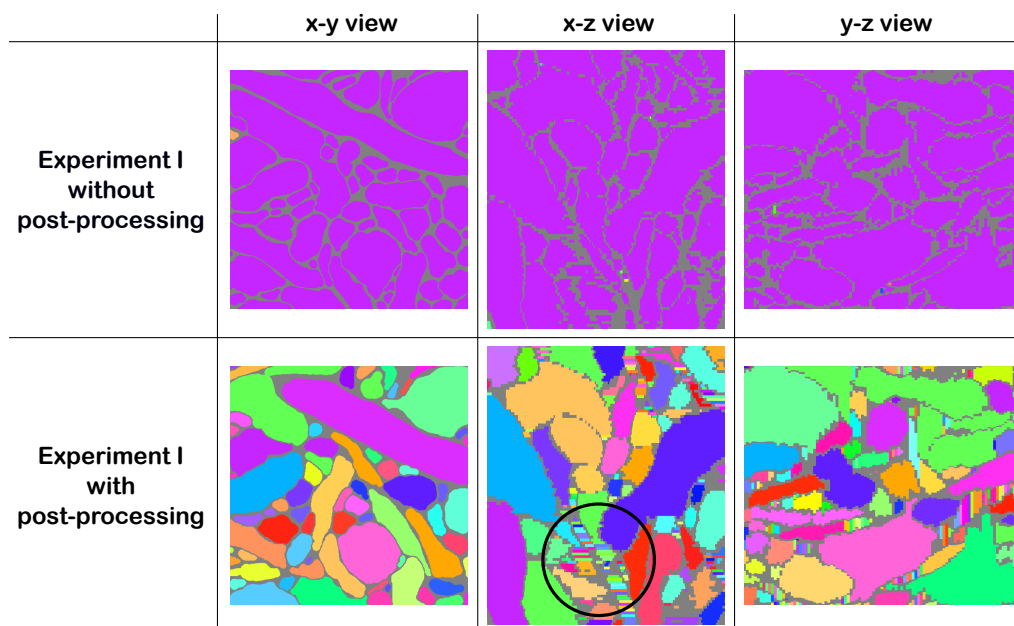 x-y view
x-z view
y-z view
Experiment I
without
post-processing
Experiment I
with
post-processing